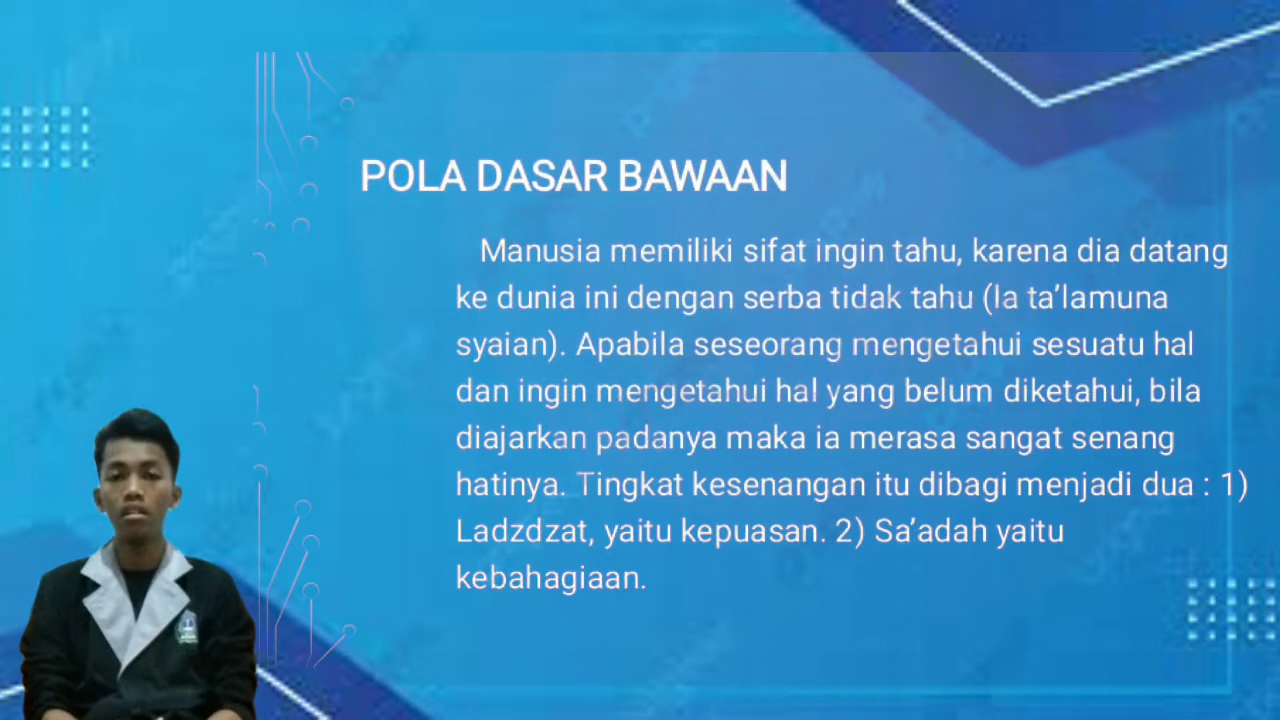 POLA DASAR BAWAAN
Manusia memiliki sifat ingin tahu, karena dia datang
ke dunia ini dengan serba tidak tahu (la ta’lamuna
syaian). Apabila seseorang mengetahui sesuatu hal
dan ingin mengetahui hal yang belum diketahui, bila
diajarkan padanya maka ia merasa sangat senang
hatinya. Tingkat kesenangan itu dibagi menjadi dua : 1)
Ladzdzat, yaitu kepuasan. 2) Sa’adah yaitu
kebahagiaan.